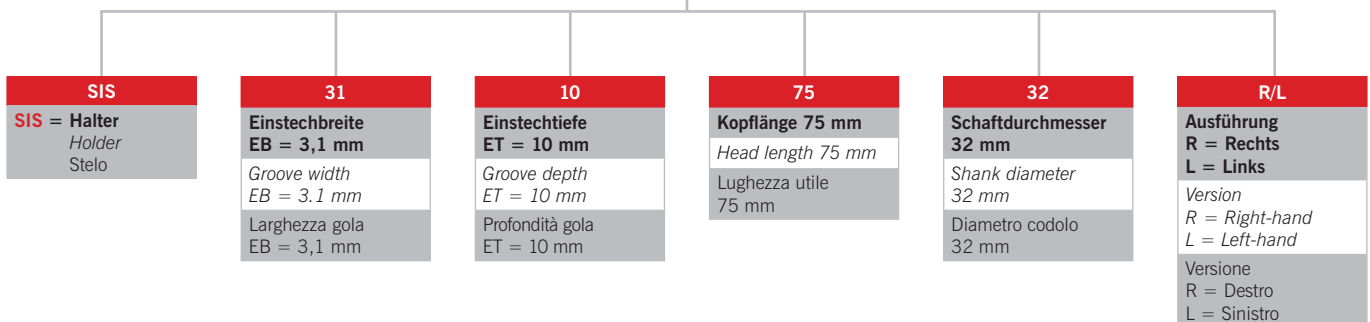 SIS
SIS = Halter
Holder
Stelo
31
Einstechbreite
EB = 3,1 mm
Groove width
EB = 3.1 mm
Larghezza gola
EB = 3,1 mm
10
Einstechtiefe
ET = 10 mm
Groove depth
ET = 10 mm
Profondità gola
ET = 10 mm
75
Kopflänge 75 mm
Head length 75 mm
Lughezza utile
75 mm
32
Schaftdurchmesser
32 mm
Shank diameter
32 mm
Diametro codolo
32 mm
R/L
Ausführung
R = Rechts
L = Links
Version
R = Right-hand
L = Left-hand
Versione
R = Destro
L = Sinistro